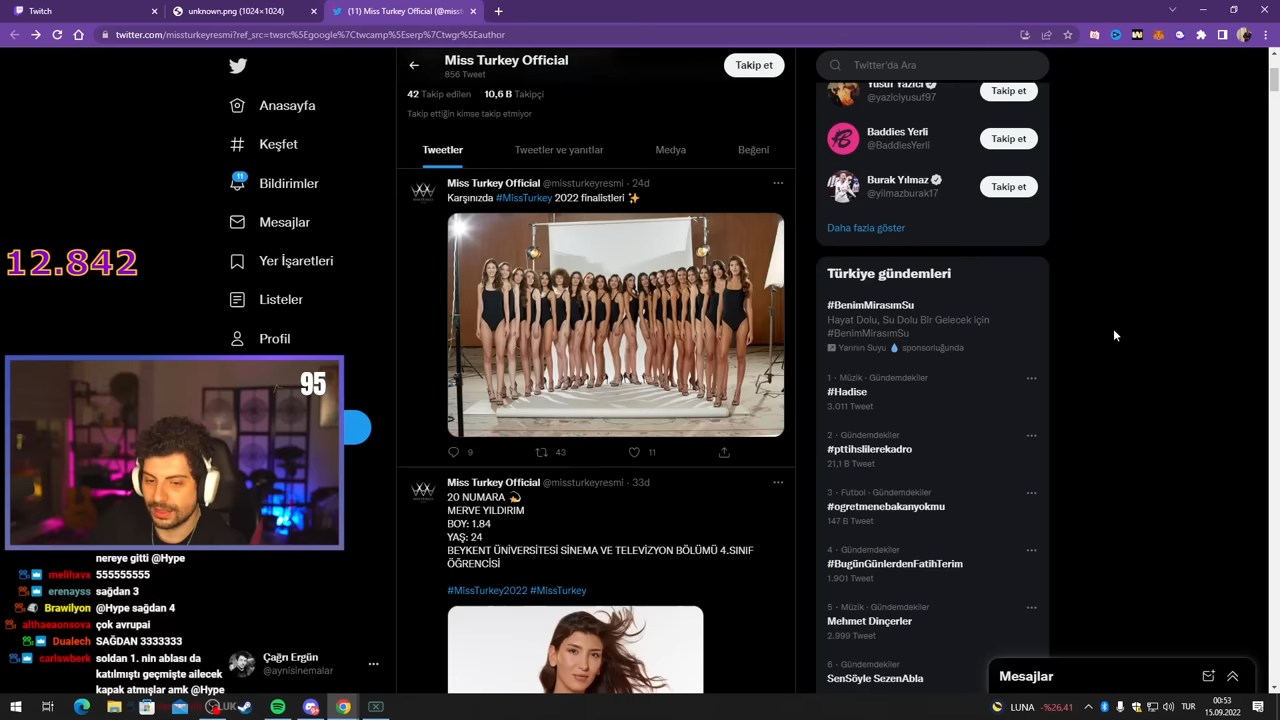 Twitch
unknown.png (1024×1024)
unknown.png (1024×1024)
(11) Twitter
twitter.com/missturkeyresmi?ref_src=twsrc%5Egoogle%7Ctwcamp%5Eserp%7Ctwgr%5Eauthor
Anasayfa
Keşfet
11
Bildirimler
Mesajlar
Yer İşaretleri
Listeler
Profil
12.842
95
nereye gitti @Hype
melihxvx 555555555
erenayss sağdan 3
Brawilyon @Hype sağdan 4
althaeaonsova çok avrupai
Dualech SAĞDAN 3333333
carlswberk soldan 1. nin ablası da
katılmıştı geçmişte ailecek
kapak atmışlar amk @Hype
Çağrı Ergün
@aynisinemalar
Miss Turkey Official
856 Tweet
Takip et
42 Takip edilen 10,6 B Takipçi
Takip ettiğin kimse takip etmiyor
Tweetler
Tweetler ve yanıtlar
Medya
Beğeni
Miss Turkey Official @missturkeyresmi · 24d
Karşınızda #MissTurkey 2022 finalistleri
9
43
11
Miss Turkey Official @missturkeyresmi · 33d
20 NUMARA
MERVE YILDIRIM
BOY: 1.84
YAŞ: 24
BEYKENT ÜNİVERSİTESİ SİNEMA VE TELEVİZYON BÖLÜMÜ 4.SINIF
ÖĞRENCİSİ
#MissTurkey2022 #MissTurkey
Twitter'da Ara
Yusuf Yazıcı
@yaziciyusuf97
Takip et
Baddies Yerli
@BaddiesYerli
Takip et
Burak Yılmaz
@yilmazburak17
Takip et
Daha fazla göster
Türkiye gündemleri
#BenimMirasımSu
Hayat Dolu, Su Dolu Bir Gelecek için
#BenimMirasımSu
Yarının Suyu sponsorluğunda
1 · Müzik · Gündemdekiler
#Hadise
3.011 Tweet
2 · Gündemdekiler
#pttihslilerekadro
21,1 B Tweet
3 · Futbol · Gündemdekiler
#ogretmenebakanyokmu
147 B Tweet
4 · Gündemdekiler
#BugünGünlerdenFatihTerim
1.901 Tweet
5 · Müzik · Gündemdekiler
Mehmet Dinçerler
2.999 Tweet
6 · Gündemdekiler
SenSöyle SezenAbla
Mesajlar
LUNA -%26,41
TUR
00:53
15.09.2022